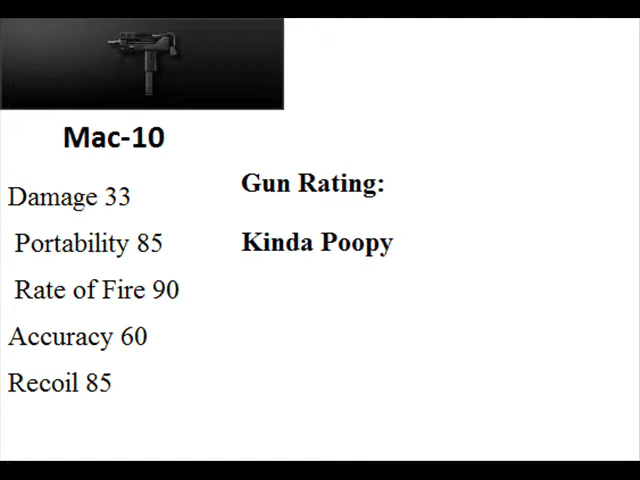 Mac-10
Damage 33
Portability 85
Rate of Fire 90
Accuracy 60
Recoil 85
Gun Rating:
Kinda Poopy